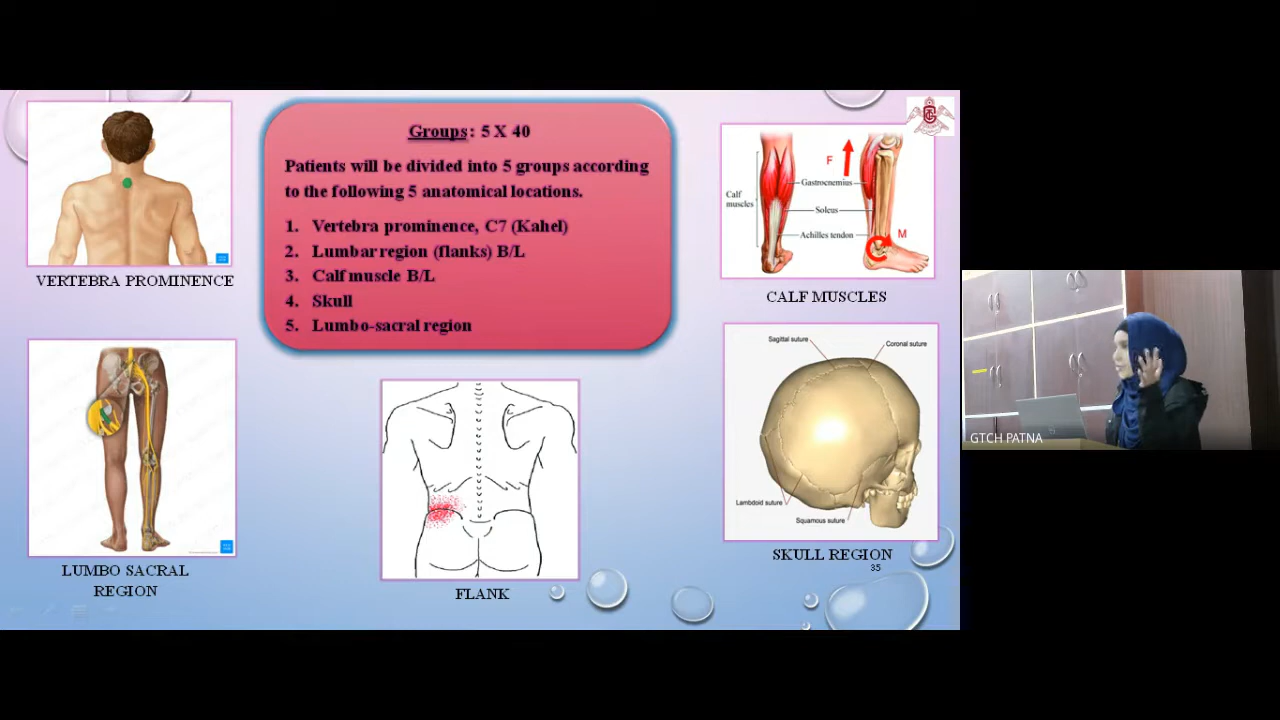 Groups: 5 X 40
Patients will be divided into 5 groups according
to the following 5 anatomical locations.
1. Vertebra prominence, C7 (Kahel)
2. Lumbar region (flanks) B/L
3. Calf muscle B/L
4. Skull
5. Lumbo-sacral region
VERTEBRA PROMINENCE
LUMBO SACRAL
REGION
FLANK
F
Calf
muscles
Gastrocnemius
Soleus
Achilles tendon
M
CALF MUSCLES
Sagittal suture
Coronal suture
Lambdoid suture
Squamous suture
SKULL REGION
35
GTCH PATNA